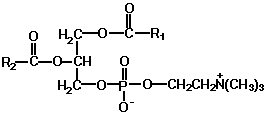 O
O H₂C—O—C—R₁
R₂—C—O—CH O
H₂C—O—P—O—CH₂CH₂N⁺(CH₃)₃
O⁻